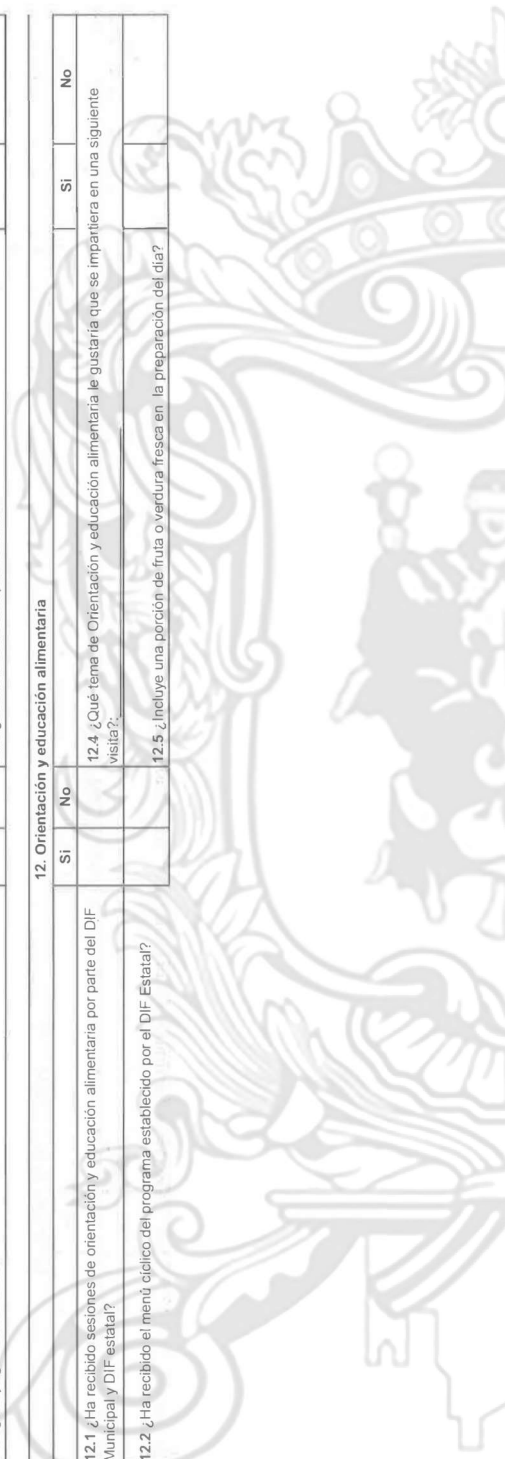 12. Orientación y educación alimentaria
Si No Si No
12.1 ¿Ha recibido sesiones de orientación y educación alimentaria por parte del DIF
Municipal y DIF estatal?
12.4 ¿Qué tema de Orientación y educación alimentaria le gustaría que se impartiera en una siguiente
visita?:
12.2 ¿Ha recibido el menú cíclico del programa establecido por el DIF Estatal?
12.5 ¿Incluye una porción de fruta o verdura fresca en la preparación del día?